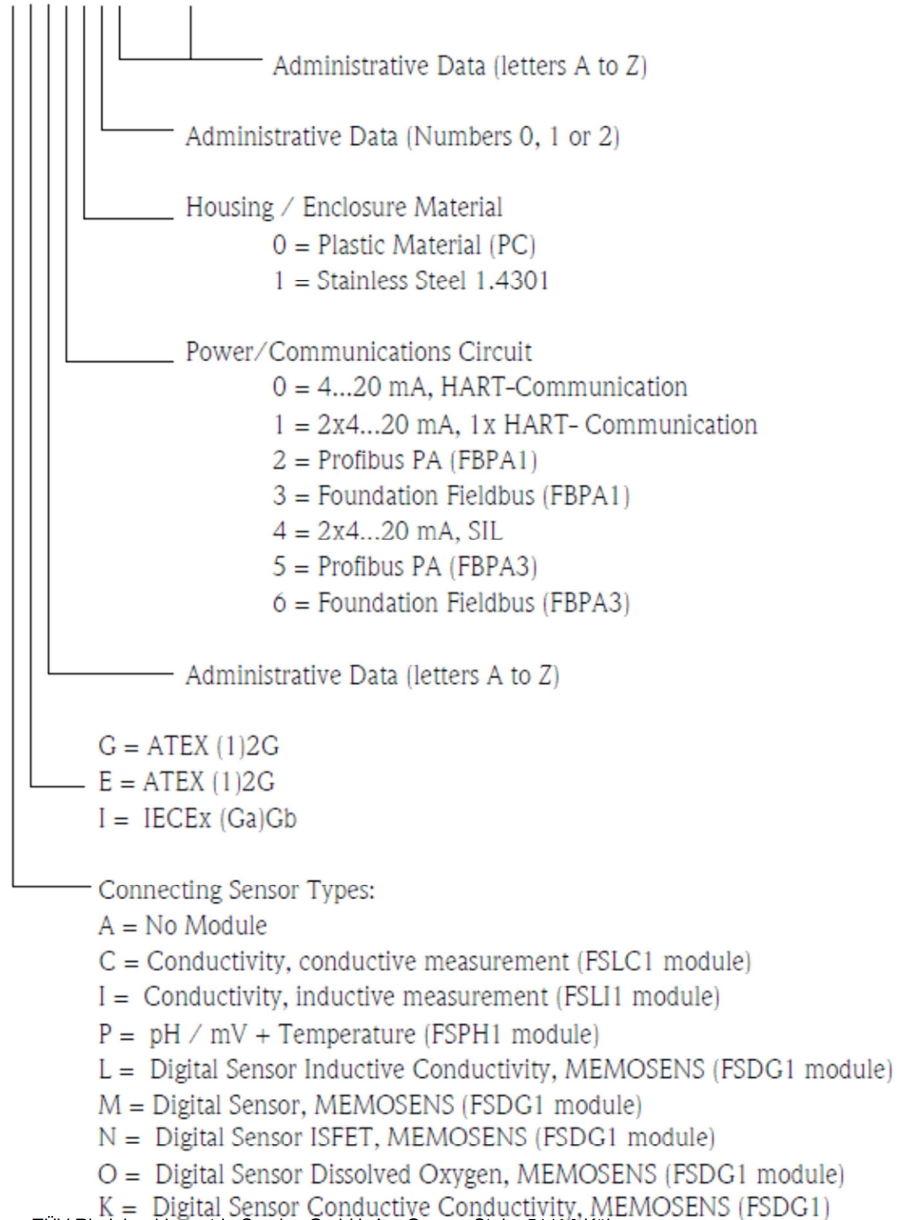 Administrative Data (letters A to Z)
Administrative Data (Numbers 0, 1 or 2)
Housing / Enclosure Material
0 = Plastic Material (PC)
1 = Stainless Steel 1.4301
Power/Communications Circuit
0 = 4...20 mA, HART-Communication
1 = 2x4...20 mA, 1x HART- Communication
2 = Profibus PA (FBPA1)
3 = Foundation Fieldbus (FBPA1)
4 = 2x4...20 mA, SIL
5 = Profibus PA (FBPA3)
6 = Foundation Fieldbus (FBPA3)
Administrative Data (letters A to Z)
G = ATEX (1)2G
E = ATEX (1)2G
I = IECEx (Ga)Gb
Connecting Sensor Types:
A = No Module
C = Conductivity, conductive measurement (FSLC1 module)
I = Conductivity, inductive measurement (FSLI1 module)
P = pH / mV + Temperature (FSPH1 module)
L = Digital Sensor Inductive Conductivity, MEMOSENS (FSDG1 module)
M = Digital Sensor, MEMOSENS (FSDG1 module)
N = Digital Sensor ISFET, MEMOSENS (FSDG1 module)
O = Digital Sensor Dissolved Oxygen, MEMOSENS (FSDG1 module)
K = Digital Sensor Conductive Conductivity, MEMOSENS (FSDG1)